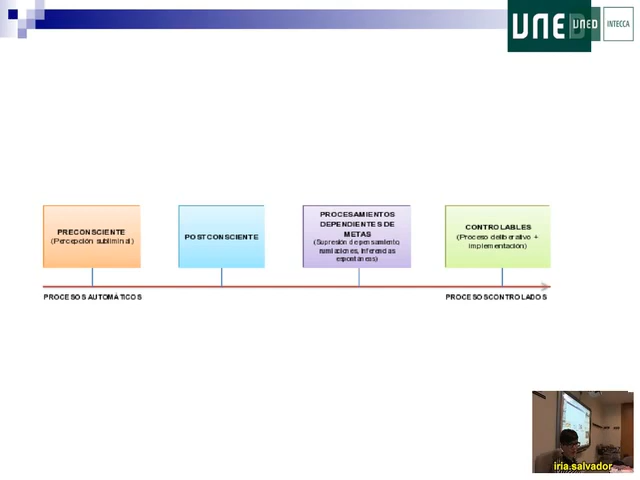 UNED
UNED
INTECCA
PRECONSCIENTE
(Percepción subliminal)
POSTCONSCIENTE
PROCESAMIENTOS
DEPENDIENTES DE
METAS
(Supresión de pensamiento,
rumiaciones, inferencias
espontáneas)
CONTROLABLES
(Proceso deliberativo +
implementación)
PROCESOS AUTOMÁTICOS
PROCESOS CONTROLADOS
iria.salvador